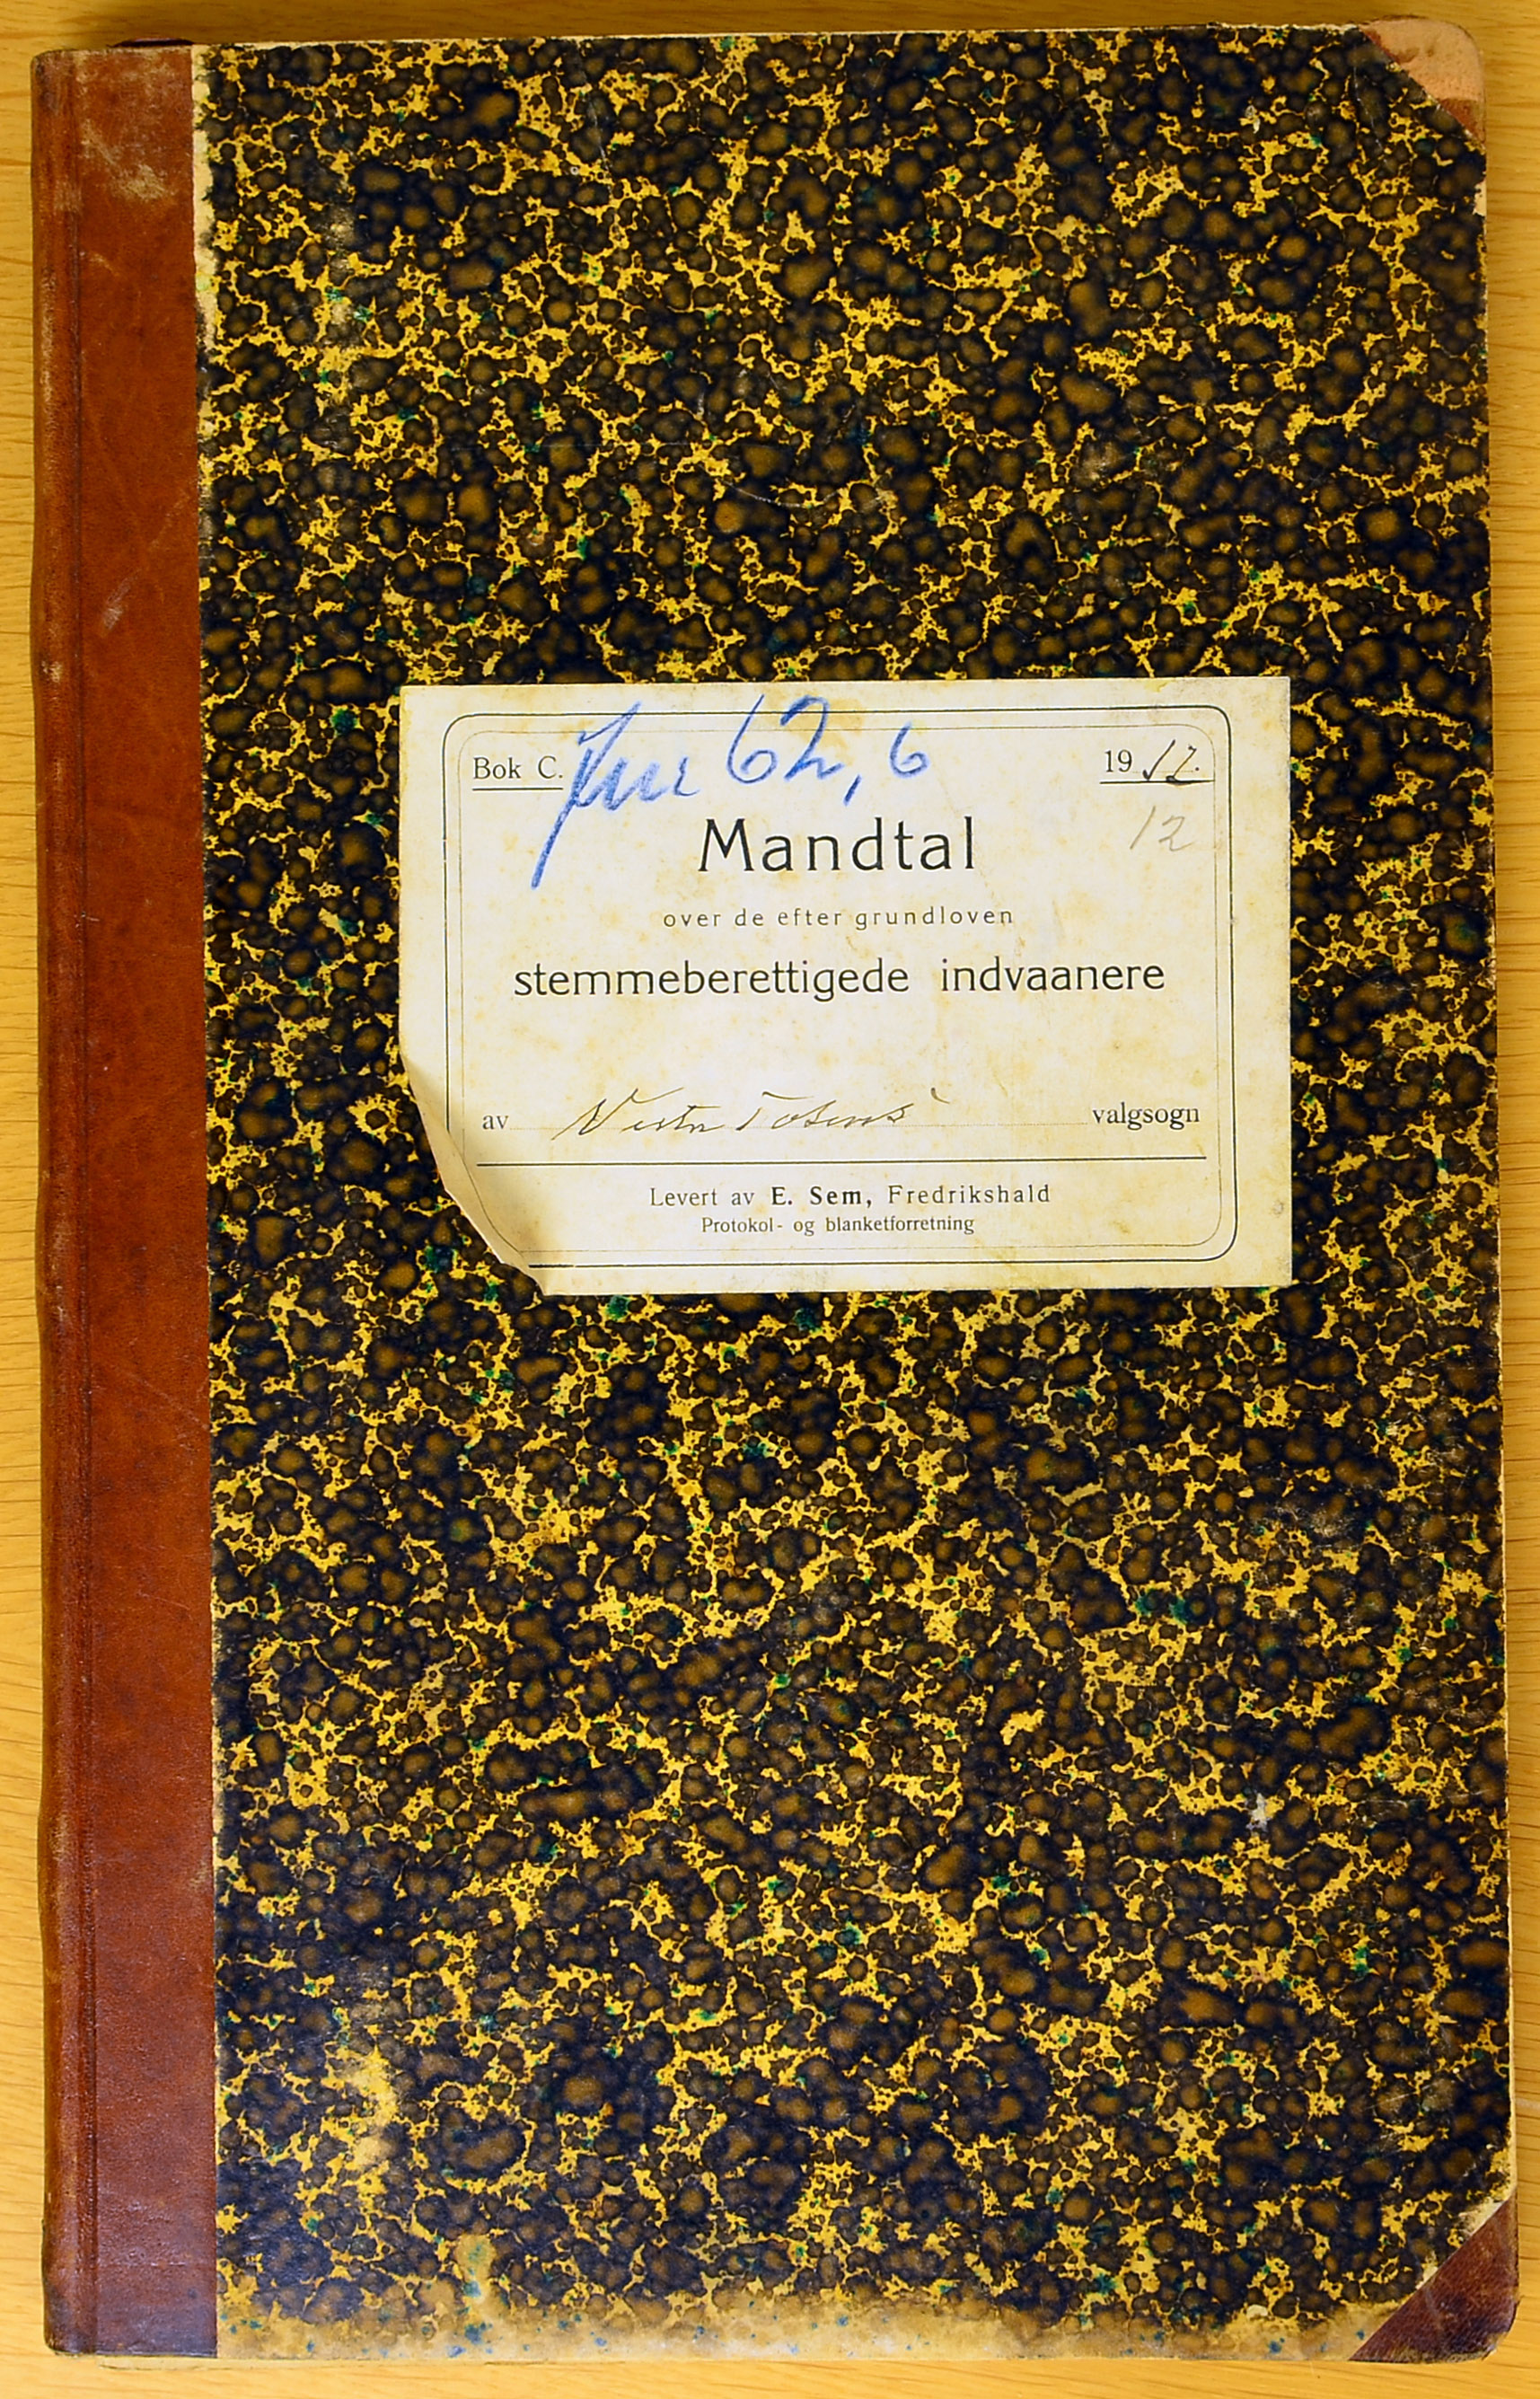 Bok C. 62, 6 1912.
12
Mandtal
over de efter grundloven
stemmeberettigede indvaanere
av Vestre Totens valgsogn
Levert av E. Sem, Fredrikshald
Protokol- og blanketforretning